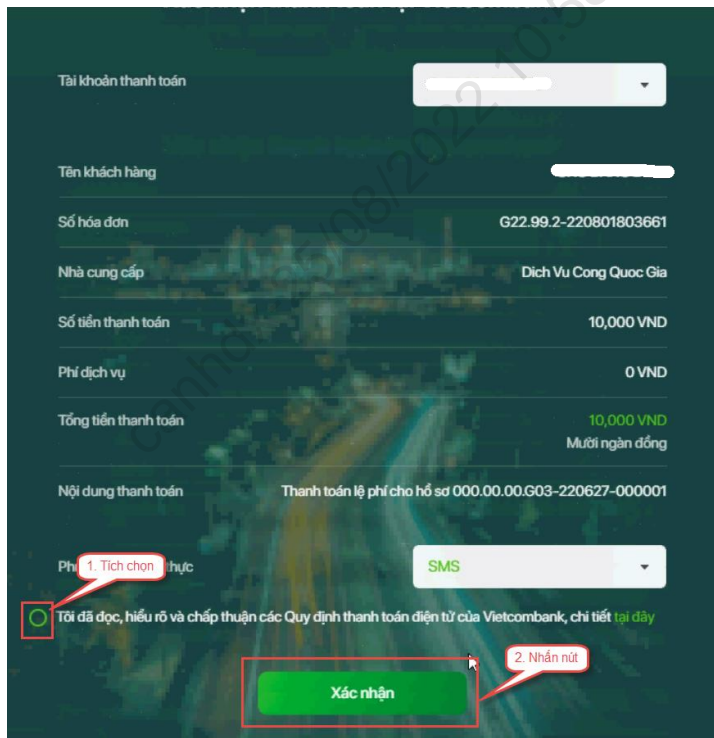 Tài khoản thanh toán
Tên khách hàng
Số hóa đơn G22.99.2-220801803661
Nhà cung cấp Dich Vu Cong Quoc Gia
Số tiền thanh toán 10,000 VND
Phí dịch vụ 0 VND
Tổng tiền thanh toán 10,000 VND
Mười ngàn đồng
Nội dung thanh toán Thanh toán lệ phí cho hồ sơ 000.00.00.G03-220627-000001
1. Tích chọn
thực SMS
Tôi đã đọc, hiểu rõ và chấp thuận các Quy định thanh toán điện tử của Vietcombank, chi tiết tại đây
2. Nhấn nút
Xác nhận